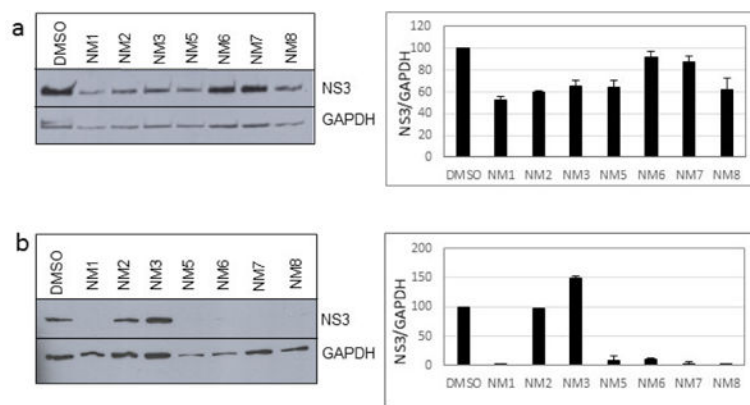 a
DMSO NM1 NM2 NM3 NM5 NM6 NM7 NM8
NS3
GAPDH
NS3/GAPDH
120
100
80
60
40
20
0
DMSO NM1 NM2 NM3 NM5 NM6 NM7 NM8
b
DMSO NM1 NM2 NM3 NM5 NM6 NM7 NM8
NS3
GAPDH
NS3/GAPDH
200
150
100
50
0
DMSO NM1 NM2 NM3 NM5 NM6 NM7 NM8